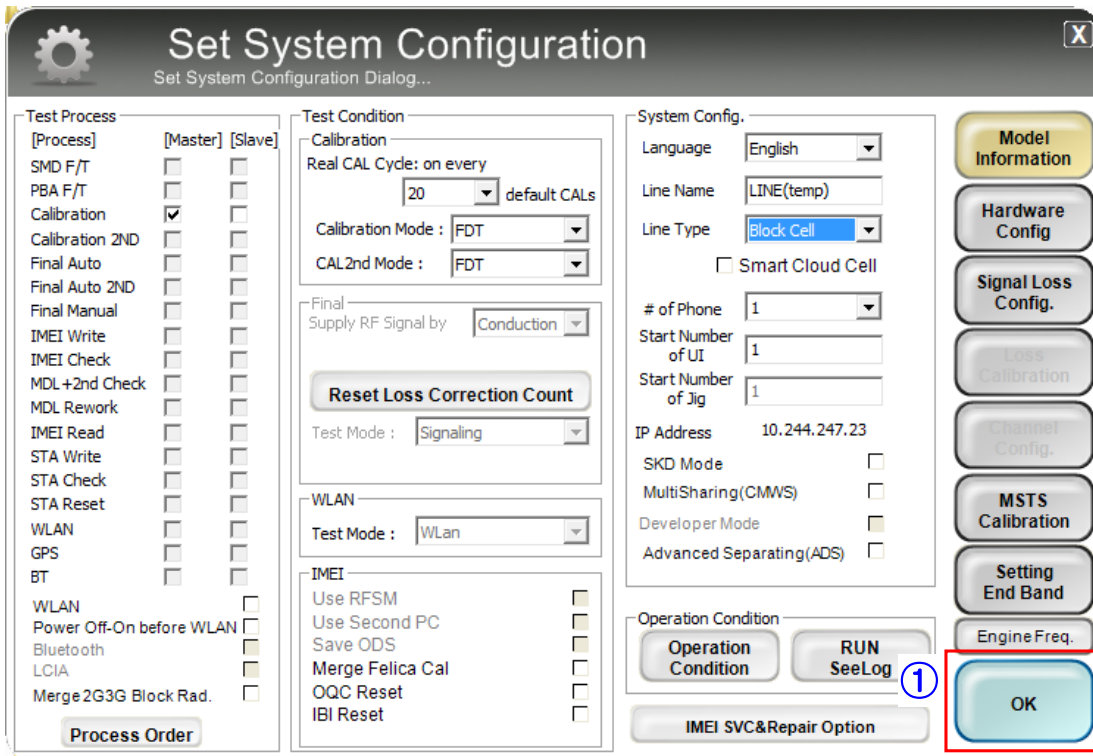 Set System Configuration
X
Set System Configuration Dialog...
Test Process
[Process] [Master] [Slave]
SMD F/T
PBA F/T
Calibration
Calibration 2ND
Final Auto
Final Auto 2ND
Final Manual
IMEI Write
IMEI Check
MDL+2nd Check
MDL Rework
IMEI Read
STA Write
STA Check
STA Reset
WLAN
GPS
BT
WLAN
Power Off-On before WLAN
Bluetooth
LCIA
Merge 2G3G Block Rad.
Process Order
Test Condition
Calibration
Real CAL Cycle: on every
20 default CALs
Calibration Mode : FDT
CAL2nd Mode : FDT
Final
Supply RF Signal by Conduction
Reset Loss Correction Count
Test Mode : Signaling
WLAN
Test Mode : WLan
IMEI
Use RFSM
Use Second PC
Save ODS
Merge Felica Cal
OQC Reset
IBI Reset
System Config.
Language English
Line Name LINE(temp)
Line Type Block Cell
Smart Cloud Cell
# of Phone 1
Start Number
of UI 1
Start Number
of Jig 1
IP Address 10.244.247.23
SKD Mode
MultiSharing(CMWS)
Developer Mode
Advanced Separating(ADS)
Operation Condition
Operation
Condition
RUN
SeeLog
IMEI SVC&Repair Option
Model
Information
Hardware
Config
Signal Loss
Config.
Loss
Calibration
Channel
Config.
MSTS
Calibration
Setting
End Band
Engine Freq.
①
OK